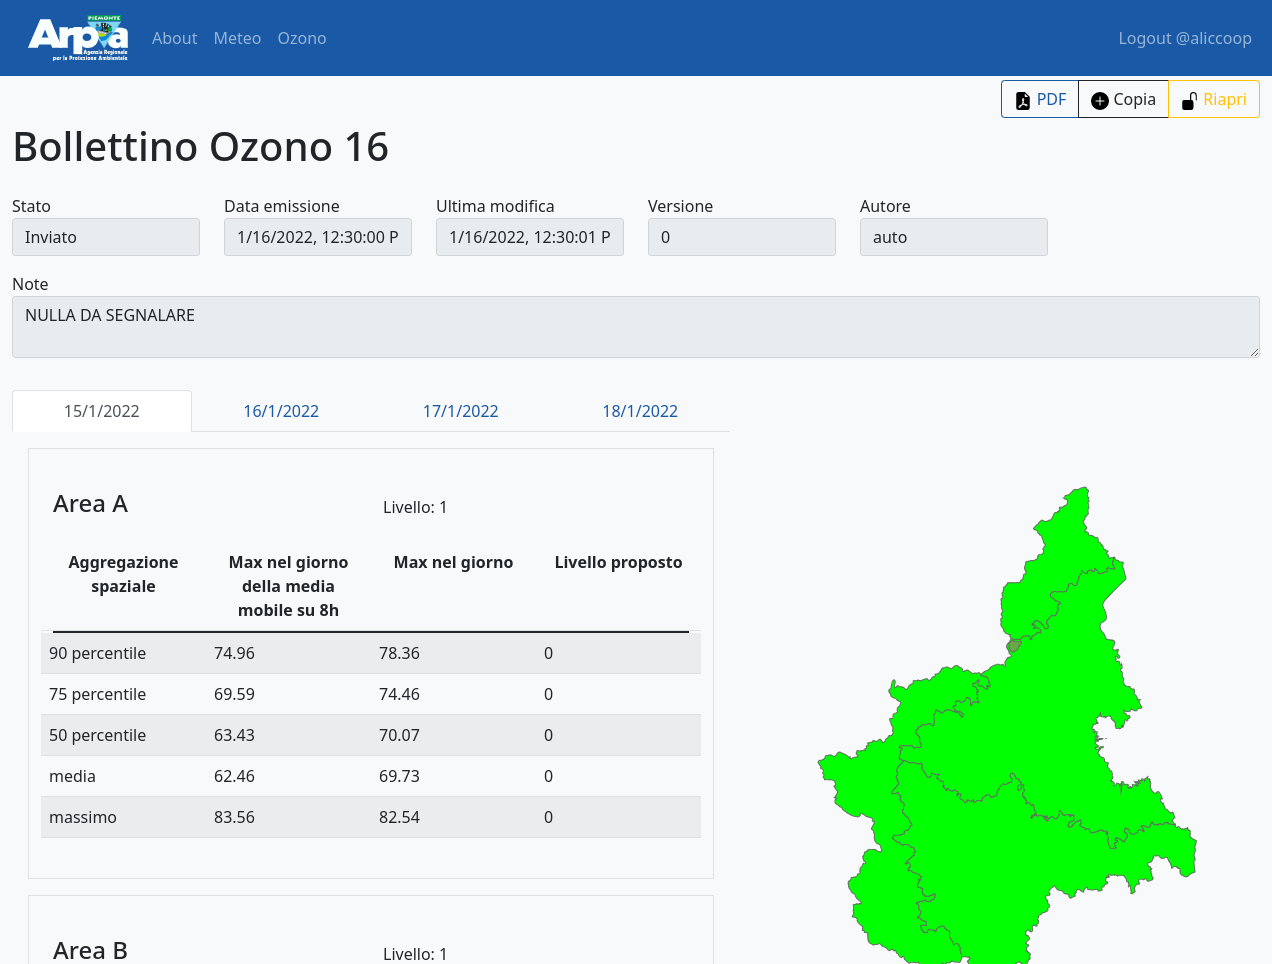 PIEMONTE
Arpa
Agenzia Regionale
per la Protezione Ambientale
About Meteo Ozono Logout @aliccoop
PDF Copia Riapri
Bollettino Ozono 16
Stato Data emissione Ultima modifica Versione Autore
Inviato 1/16/2022, 12:30:00 P 1/16/2022, 12:30:01 P 0 auto
Note
NULLA DA SEGNALARE
15/1/2022 16/1/2022 17/1/2022 18/1/2022
Area A Livello: 1
Aggregazione spaziale Max nel giorno della media mobile su 8h Max nel giorno Livello proposto
90 percentile 74.96 78.36 0
75 percentile 69.59 74.46 0
50 percentile 63.43 70.07 0
media 62.46 69.73 0
massimo 83.56 82.54 0
Area B Livello: 1